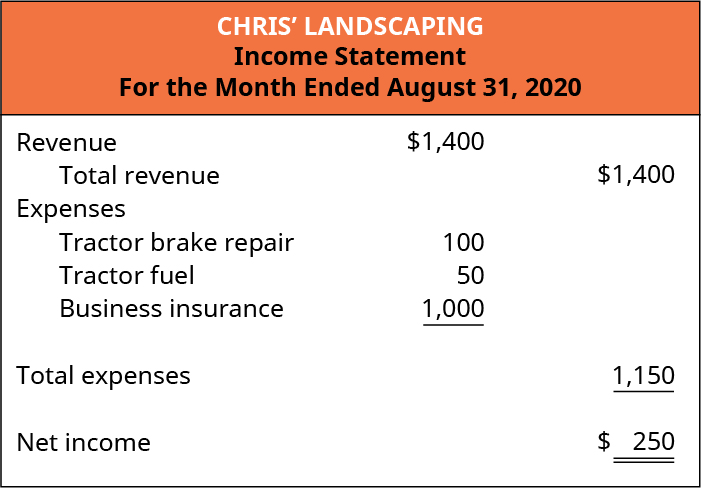 CHRIS’ LANDSCAPING
Income Statement
For the Month Ended August 31, 2020
Revenue $1,400
Total revenue $1,400
Expenses
Tractor brake repair 100
Tractor fuel 50
Business insurance 1,000
Total expenses 1,150
Net income $ 250